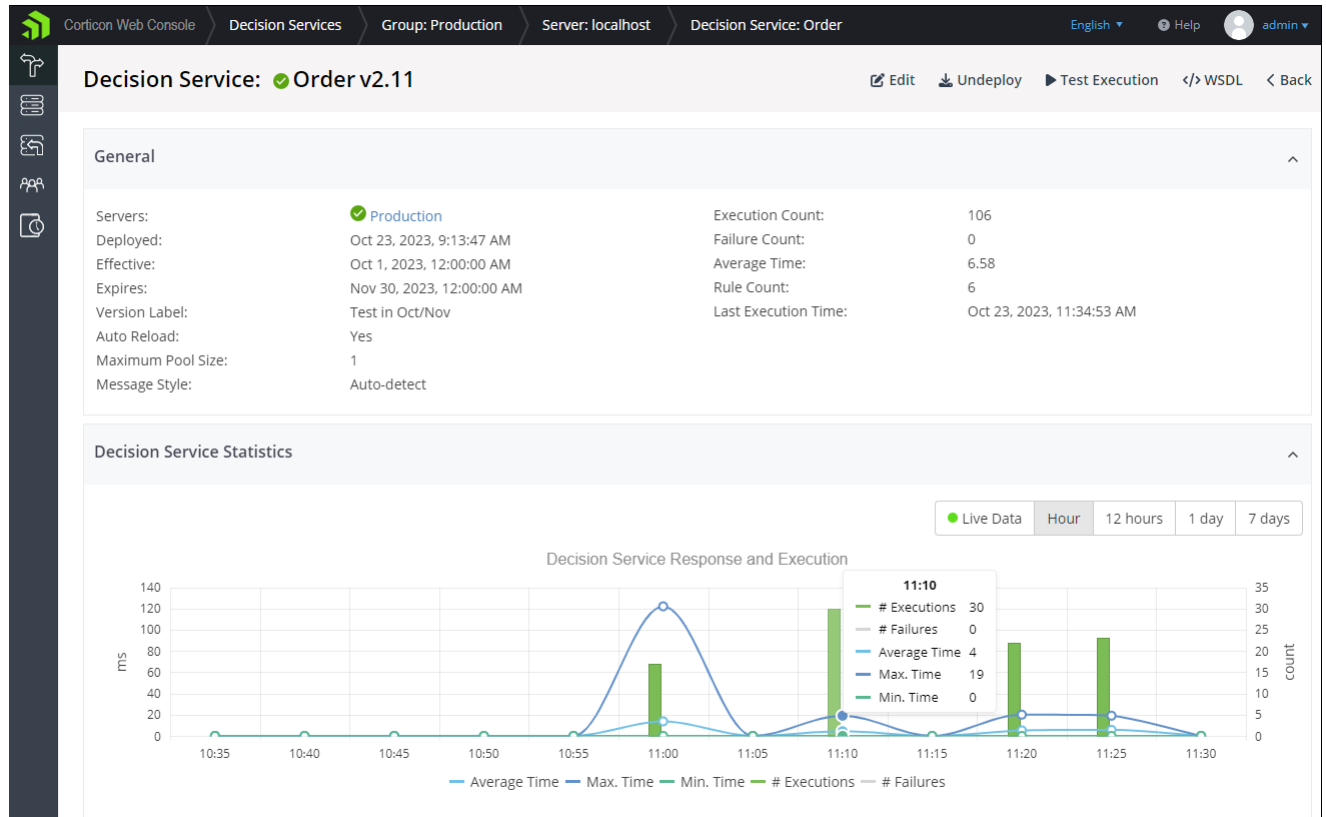 Corticon Web Console Decision Services Group: Production Server: localhost Decision Service: Order English Help admin
Decision Service: Order v2.11 Edit Undeploy Test Execution </> WSDL Back
General
Servers: Production Execution Count: 106
Deployed: Oct 23, 2023, 9:13:47 AM Failure Count: 0
Effective: Oct 1, 2023, 12:00:00 AM Average Time: 6.58
Expires: Nov 30, 2023, 12:00:00 AM Rule Count: 6
Version Label: Test in Oct/Nov Last Execution Time: Oct 23, 2023, 11:34:53 AM
Auto Reload: Yes
Maximum Pool Size: 1
Message Style: Auto-detect
Decision Service Statistics
Live Data Hour 12 hours 1 day 7 days
Decision Service Response and Execution
140 35
120 30
100 25
80 20
60 15
40 10
20 5
0 0
ms
count
11:10
# Executions 30
# Failures 0
Average Time 4
Max. Time 19
Min. Time 0
10:35 10:40 10:45 10:50 10:55 11:00 11:05 11:10 11:15 11:20 11:25 11:30
Average Time Max. Time Min. Time # Executions # Failures